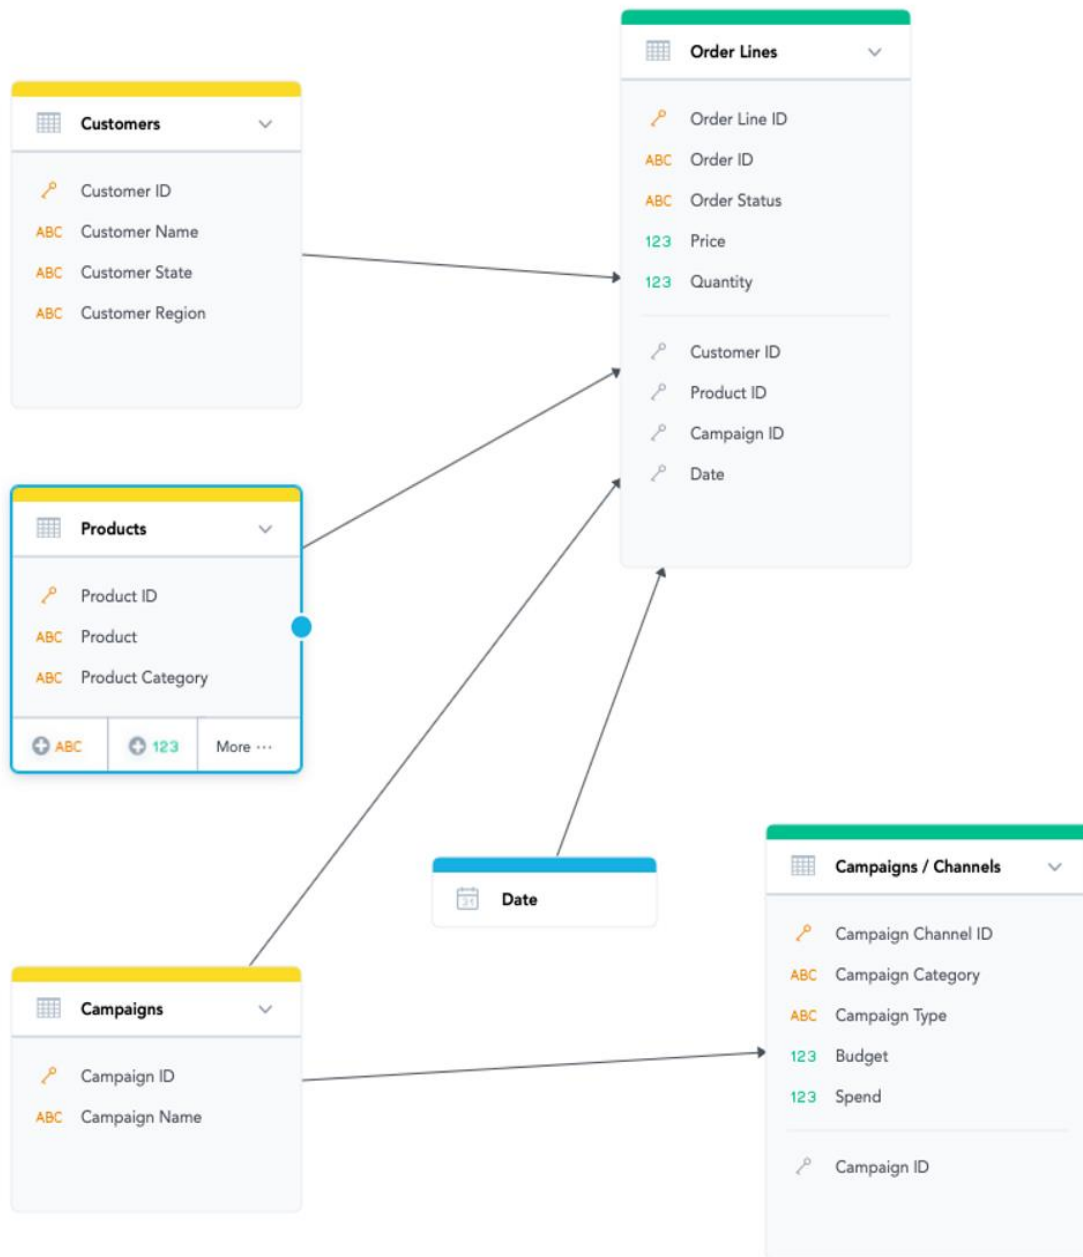 Order Lines
Order Line ID
ABC Order ID
ABC Order Status
123 Price
123 Quantity
Customer ID
Product ID
Campaign ID
Date
Customers
Customer ID
ABC Customer Name
ABC Customer State
ABC Customer Region
Products
Product ID
ABC Product
ABC Product Category
ABC 123 More ···
31 Date
Campaigns / Channels
Campaign Channel ID
ABC Campaign Category
ABC Campaign Type
123 Budget
123 Spend
Campaign ID
Campaigns
Campaign ID
ABC Campaign Name